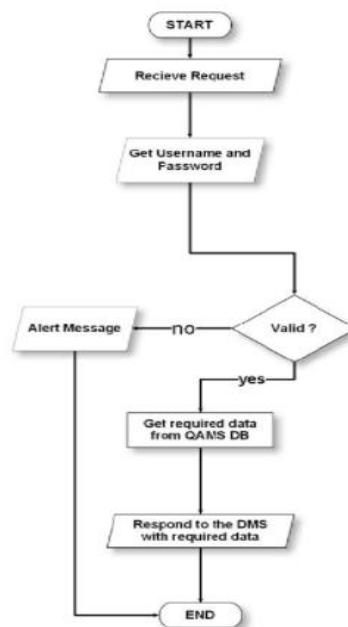 START
Recieve Request
Get Username and
Password
Valid ?
no
Alert Message
yes
Get required data
from QAMS DB
Respond to the DMS
with required data
END